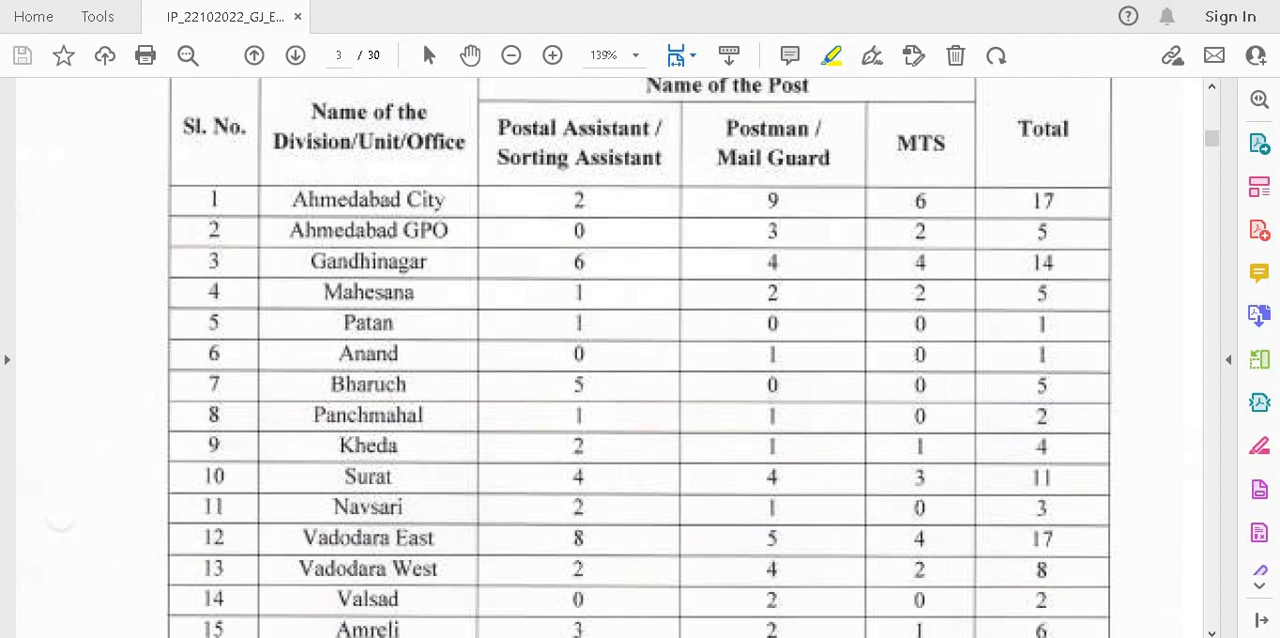 Home Tools IP_22102022_GJ_E... × Sign In
3 / 30 139%
Name of the Post
Sl. No. Name of the Division/Unit/Office Postal Assistant / Sorting Assistant Postman / Mail Guard MTS Total
1 Ahmedabad City 2 9 6 17
2 Ahmedabad GPO 0 3 2 5
3 Gandhinagar 6 4 4 14
4 Mahesana 1 2 2 5
5 Patan 1 0 0 1
6 Anand 0 1 0 1
7 Bharuch 5 0 0 5
8 Panchmahal 1 1 0 2
9 Kheda 2 1 1 4
10 Surat 4 4 3 11
11 Navsari 2 1 0 3
12 Vadodara East 8 5 4 17
13 Vadodara West 2 4 2 8
14 Valsad 0 2 0 2
15 Amreli 3 2 1 6